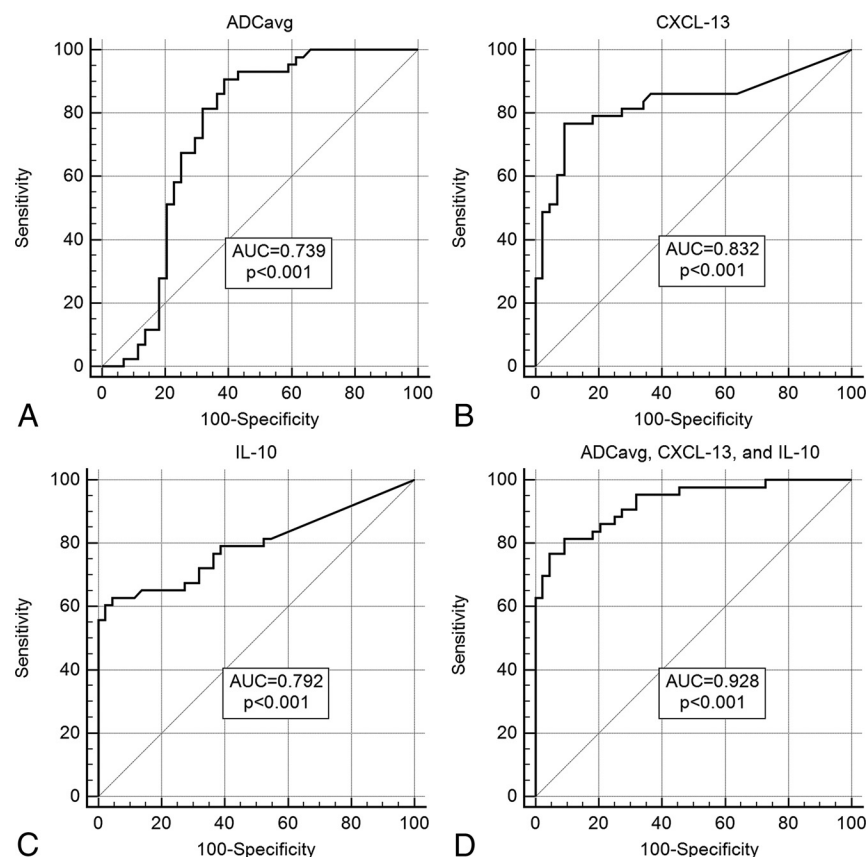 ADCavg
100
80
60
40
20
0
Sensitivity
AUC=0.739
p<0.001
0 20 40 60 80 100
100-Specificity
A
CXCL-13
100
80
60
40
20
0
Sensitivity
AUC=0.832
p<0.001
0 20 40 60 80 100
100-Specificity
B
IL-10
100
80
60
40
20
0
Sensitivity
AUC=0.792
p<0.001
0 20 40 60 80 100
100-Specificity
C
ADCavg, CXCL-13, and IL-10
100
80
60
40
20
0
Sensitivity
AUC=0.928
p<0.001
0 20 40 60 80 100
100-Specificity
D